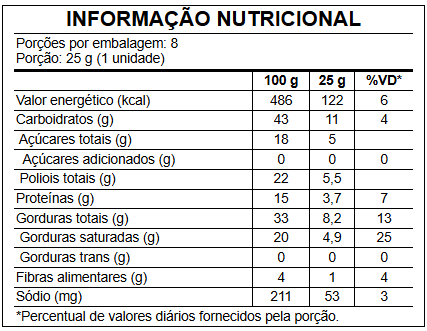 INFORMAÇÃO NUTRICIONAL
Porções por embalagem: 8
Porção: 25 g (1 unidade)
100 g 25 g %VD*
Valor energético (kcal) 486 122 6
Carboidratos (g) 43 11 4
Açúcares totais (g) 18 5
Açúcares adicionados (g) 0 0 0
Poliois totais (g) 22 5,5
Proteínas (g) 15 3,7 7
Gorduras totais (g) 33 8,2 13
Gorduras saturadas (g) 20 4,9 25
Gorduras trans (g) 0 0 0
Fibras alimentares (g) 4 1 4
Sódio (mg) 211 53 3
*Percentual de valores diários fornecidos pela porção.